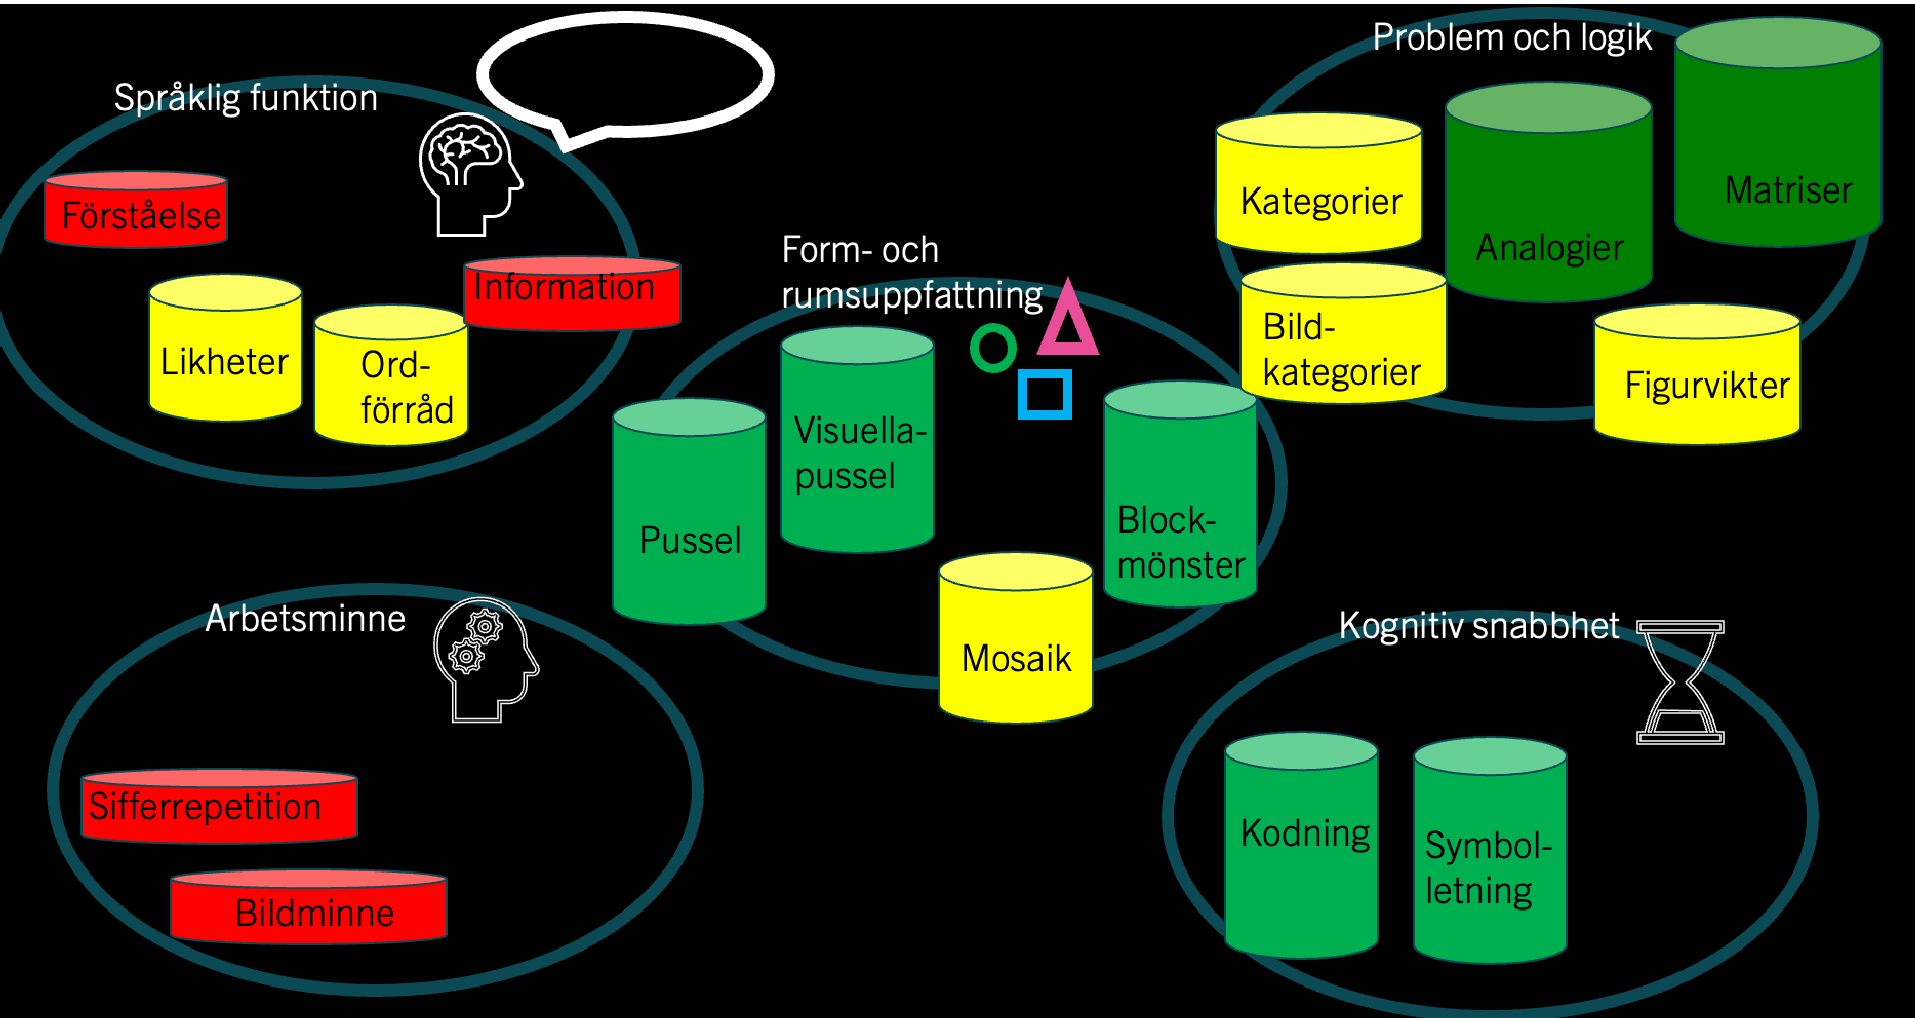 Språklig funktion
Förståelse
Likheter
Ord-
förråd
Information
Form- och
rumsuppfattning
Pussel
Visuella-
pussel
Mosaik
Block-
mönster
Problem och logik
Kategorier
Bild-
kategorier
Analogier
Matriser
Figurvikter
Arbetsminne
Sifferrepetition
Bildminne
Kognitiv snabbhet
Kodning
Symbol-
letning